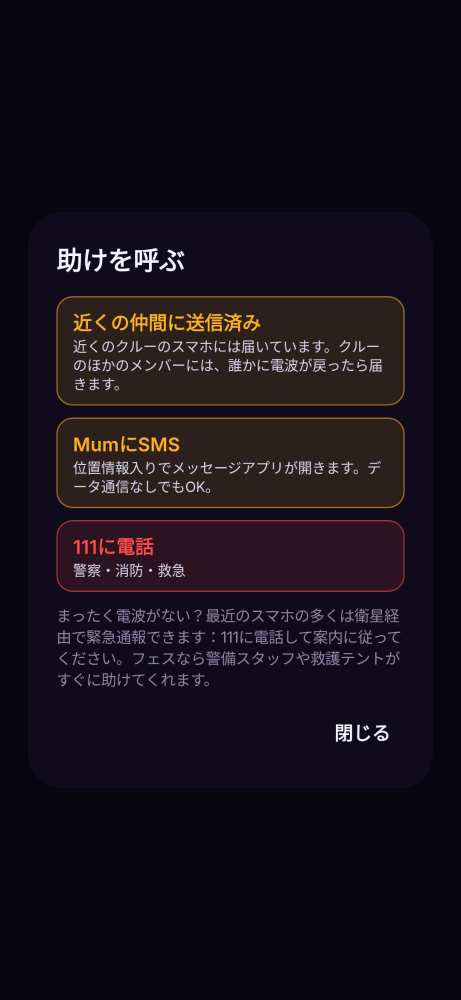 助けを呼ぶ
近くの仲間に送信済み
近くのクルーのスマホには届いています。クルー
のほかのメンバーには、誰かに電波が戻ったら届
きます。
MumにSMS
位置情報入りでメッセージアプリが開きます。デ
ータ通信なしでもOK。
111に電話
警察・消防・救急
まったく電波がない？最近のスマホの多くは衛星経
由で緊急通報できます：111に電話して案内に従って
ください。フェスなら警備スタッフや救護テントが
すぐに助けてくれます。
閉じる